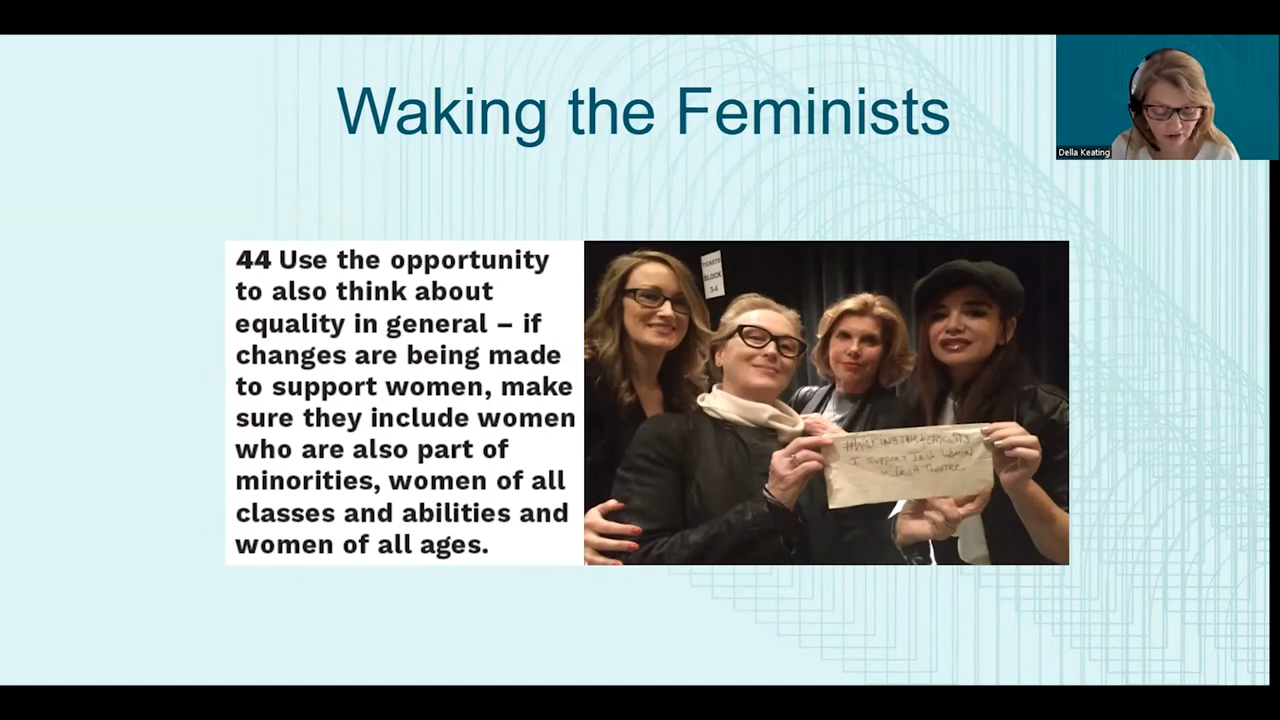 Waking the Feminists
Della Keating
44 Use the opportunity
to also think about
equality in general – if
changes are being made
to support women, make
sure they include women
who are also part of
minorities, women of all
classes and abilities and
women of all ages.
TICKETS
BLOCK
3-4
#WAKINGTHEFEMINISTS
I support Irish Women
in Irish Theatre